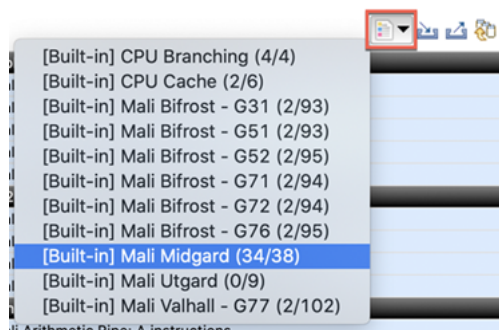 [Built-in] CPU Branching (4/4)
[Built-in] CPU Cache (2/6)
[Built-in] Mali Bifrost - G31 (2/93)
[Built-in] Mali Bifrost - G51 (2/93)
[Built-in] Mali Bifrost - G52 (2/95)
[Built-in] Mali Bifrost - G71 (2/94)
[Built-in] Mali Bifrost - G72 (2/94)
[Built-in] Mali Bifrost - G76 (2/95)
[Built-in] Mali Midgard (34/38)
[Built-in] Mali Utgard (0/9)
[Built-in] Mali Valhall - G77 (2/102)
Arithmetic Pipe: A instructions